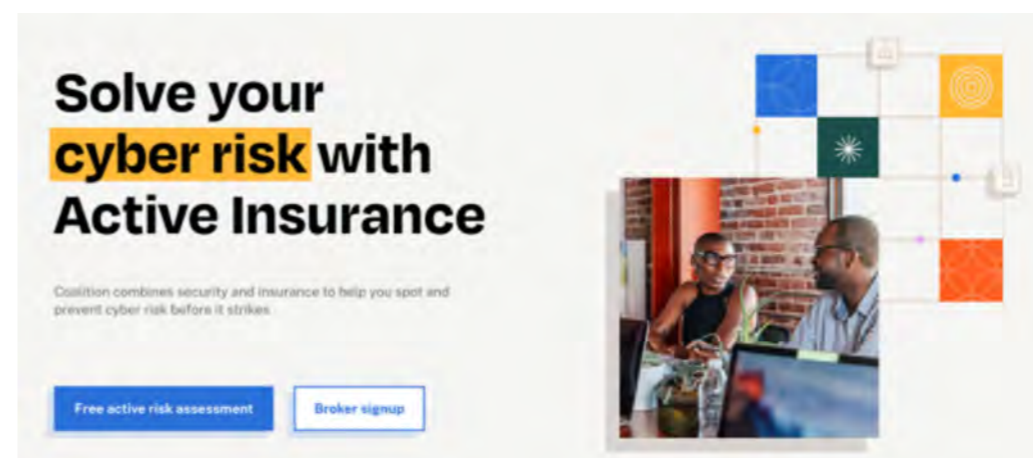 Solve your
cyber risk with
Active Insurance
Coalition combines security and insurance to help you spot and
prevent cyber risk before it strikes
Free active risk assessment
Broker signup